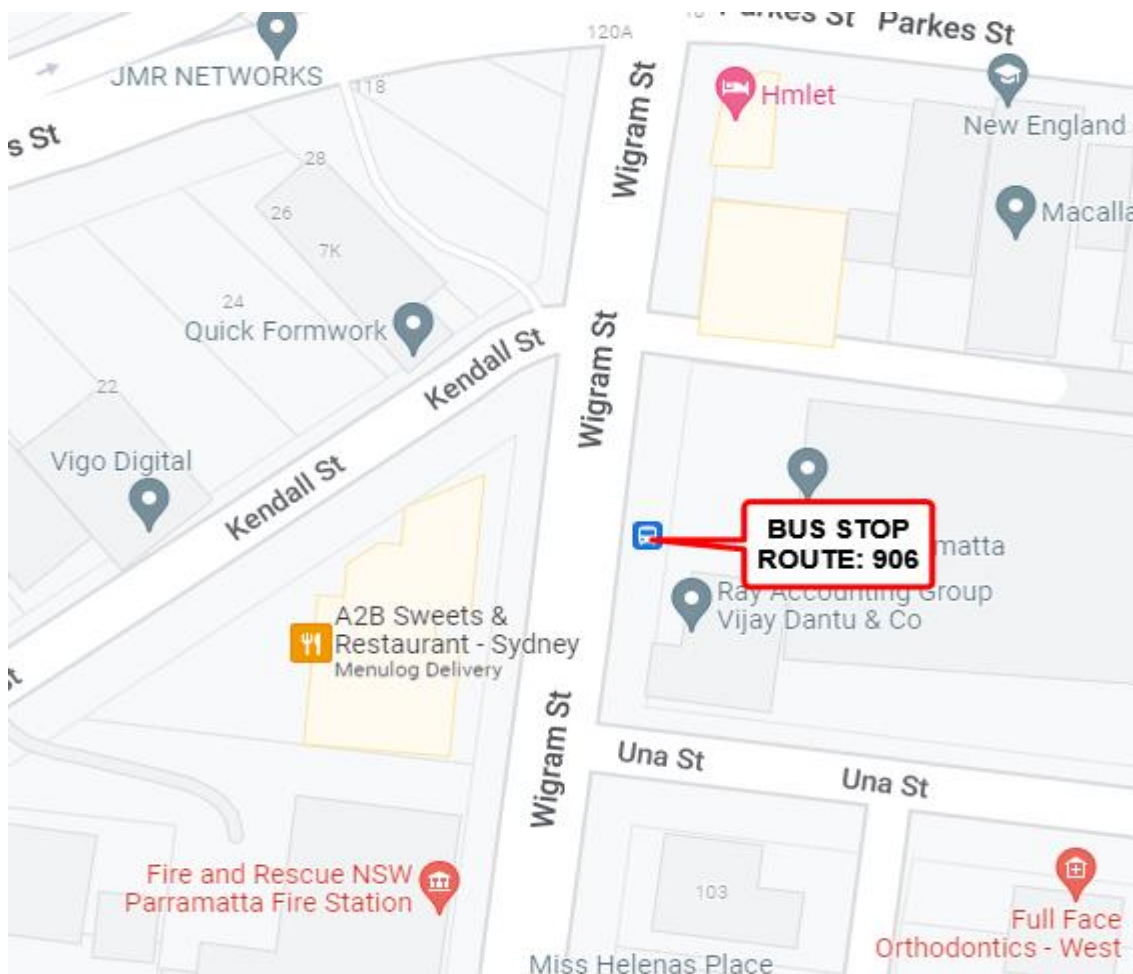 Parkes St
Parkes St
120A
JMR NETWORKS
118
s St
Wigram St
Hmlet
New England
28
26
7K
Macalla
24
Quick Formwork
Kendall St
Wigram St
22
Vigo Digital
Kendall St
BUS STOP
ROUTE: 906
matta
Ray Accounting Group
Vijay Dantu & Co
A2B Sweets &
Restaurant - Sydney
Menulog Delivery
St
Wigram St
Una St
Una St
Fire and Rescue NSW
Parramatta Fire Station
103
Full Face
Orthodontics - West
Miss Helenas Place